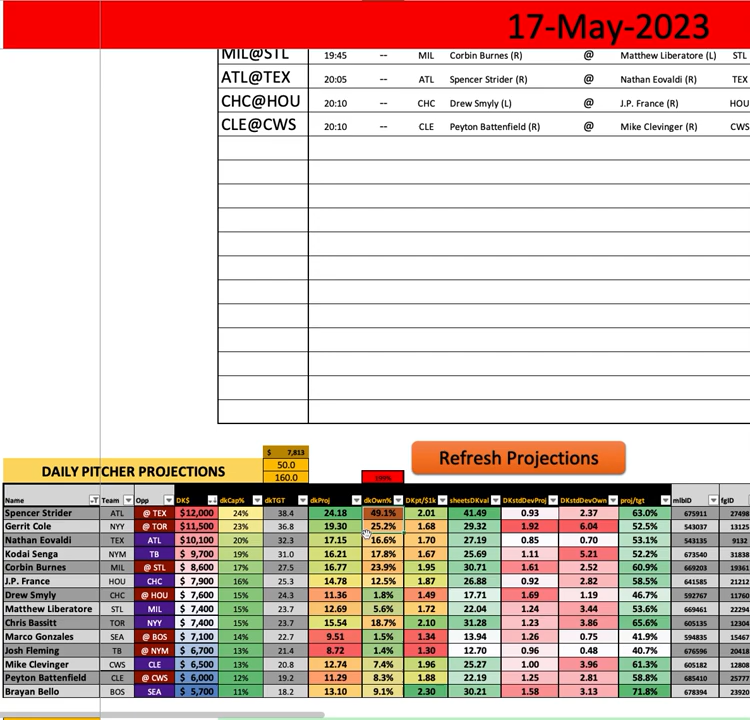 17-May-2023
MIL@STL 19:45 -- MIL Corbin Burnes (R) @ Matthew Liberatore (L) STL
ATL@TEX 20:05 -- ATL Spencer Strider (R) @ Nathan Eovaldi (R) TEX
CHC@HOU 20:10 -- CHC Drew Smyly (L) @ J.P. France (R) HOU
CLE@CWS 20:10 -- CLE Peyton Battenfield (R) @ Mike Clevinger (R) CWS
$ 7,813
50.0
160.0
DAILY PITCHER PROJECTIONS
Refresh Projections
199%
Name Team Opp DK$ dkCap% dkTGT dkProj dkOwn% DKpt/$1k sheetsDKval DKstdDevProj DKstdDevOwn proj/tgt mlbID fgID
Spencer Strider ATL @ TEX $12,000 24% 38.4 24.18 49.1% 2.01 41.49 0.93 2.37 63.0% 675911 27498
Gerrit Cole NYY @ TOR $11,500 23% 36.8 19.30 25.2% 1.68 29.32 1.92 6.04 52.5% 543037 13125
Nathan Eovaldi TEX ATL $10,100 20% 32.3 17.15 16.6% 1.70 27.19 0.85 0.70 53.1% 543135 9132
Kodai Senga NYM TB $ 9,700 19% 31.0 16.21 17.8% 1.67 25.69 1.11 5.21 52.2% 673540 31838
Corbin Burnes MIL @ STL $ 8,600 17% 27.5 16.77 23.9% 1.95 30.71 1.61 2.52 60.9% 669203 19361
J.P. France HOU CHC $ 7,900 16% 25.3 14.78 12.5% 1.87 26.88 0.92 2.82 58.5% 641585 21212
Drew Smyly CHC @ HOU $ 7,600 15% 24.3 11.36 1.8% 1.49 17.71 1.69 1.19 46.7% 592767 11760
Matthew Liberatore STL MIL $ 7,400 15% 23.7 12.69 5.6% 1.72 22.04 1.24 3.44 53.6% 669461 22294
Chris Bassitt TOR NYY $ 7,400 15% 23.7 15.54 18.7% 2.10 31.28 1.23 3.86 65.6% 605135 12304
Marco Gonzales SEA @ BOS $ 7,100 14% 22.7 9.51 1.5% 1.34 13.94 1.26 0.75 41.9% 594835 15467
Josh Fleming TB @ NYM $ 6,700 13% 21.4 8.72 1.4% 1.30 12.70 0.96 0.48 40.7% 676596 20418
Mike Clevinger CWS CLE $ 6,500 13% 20.8 12.74 7.4% 1.96 25.27 1.00 3.96 61.3% 605182 12808
Peyton Battenfield CLE @ CWS $ 6,000 12% 19.2 11.29 8.3% 1.88 22.19 1.25 2.81 58.8% 685410 25777
Brayan Bello BOS SEA $ 5,700 11% 18.2 13.10 9.1% 2.30 30.21 1.58 3.13 71.8% 678394 23920